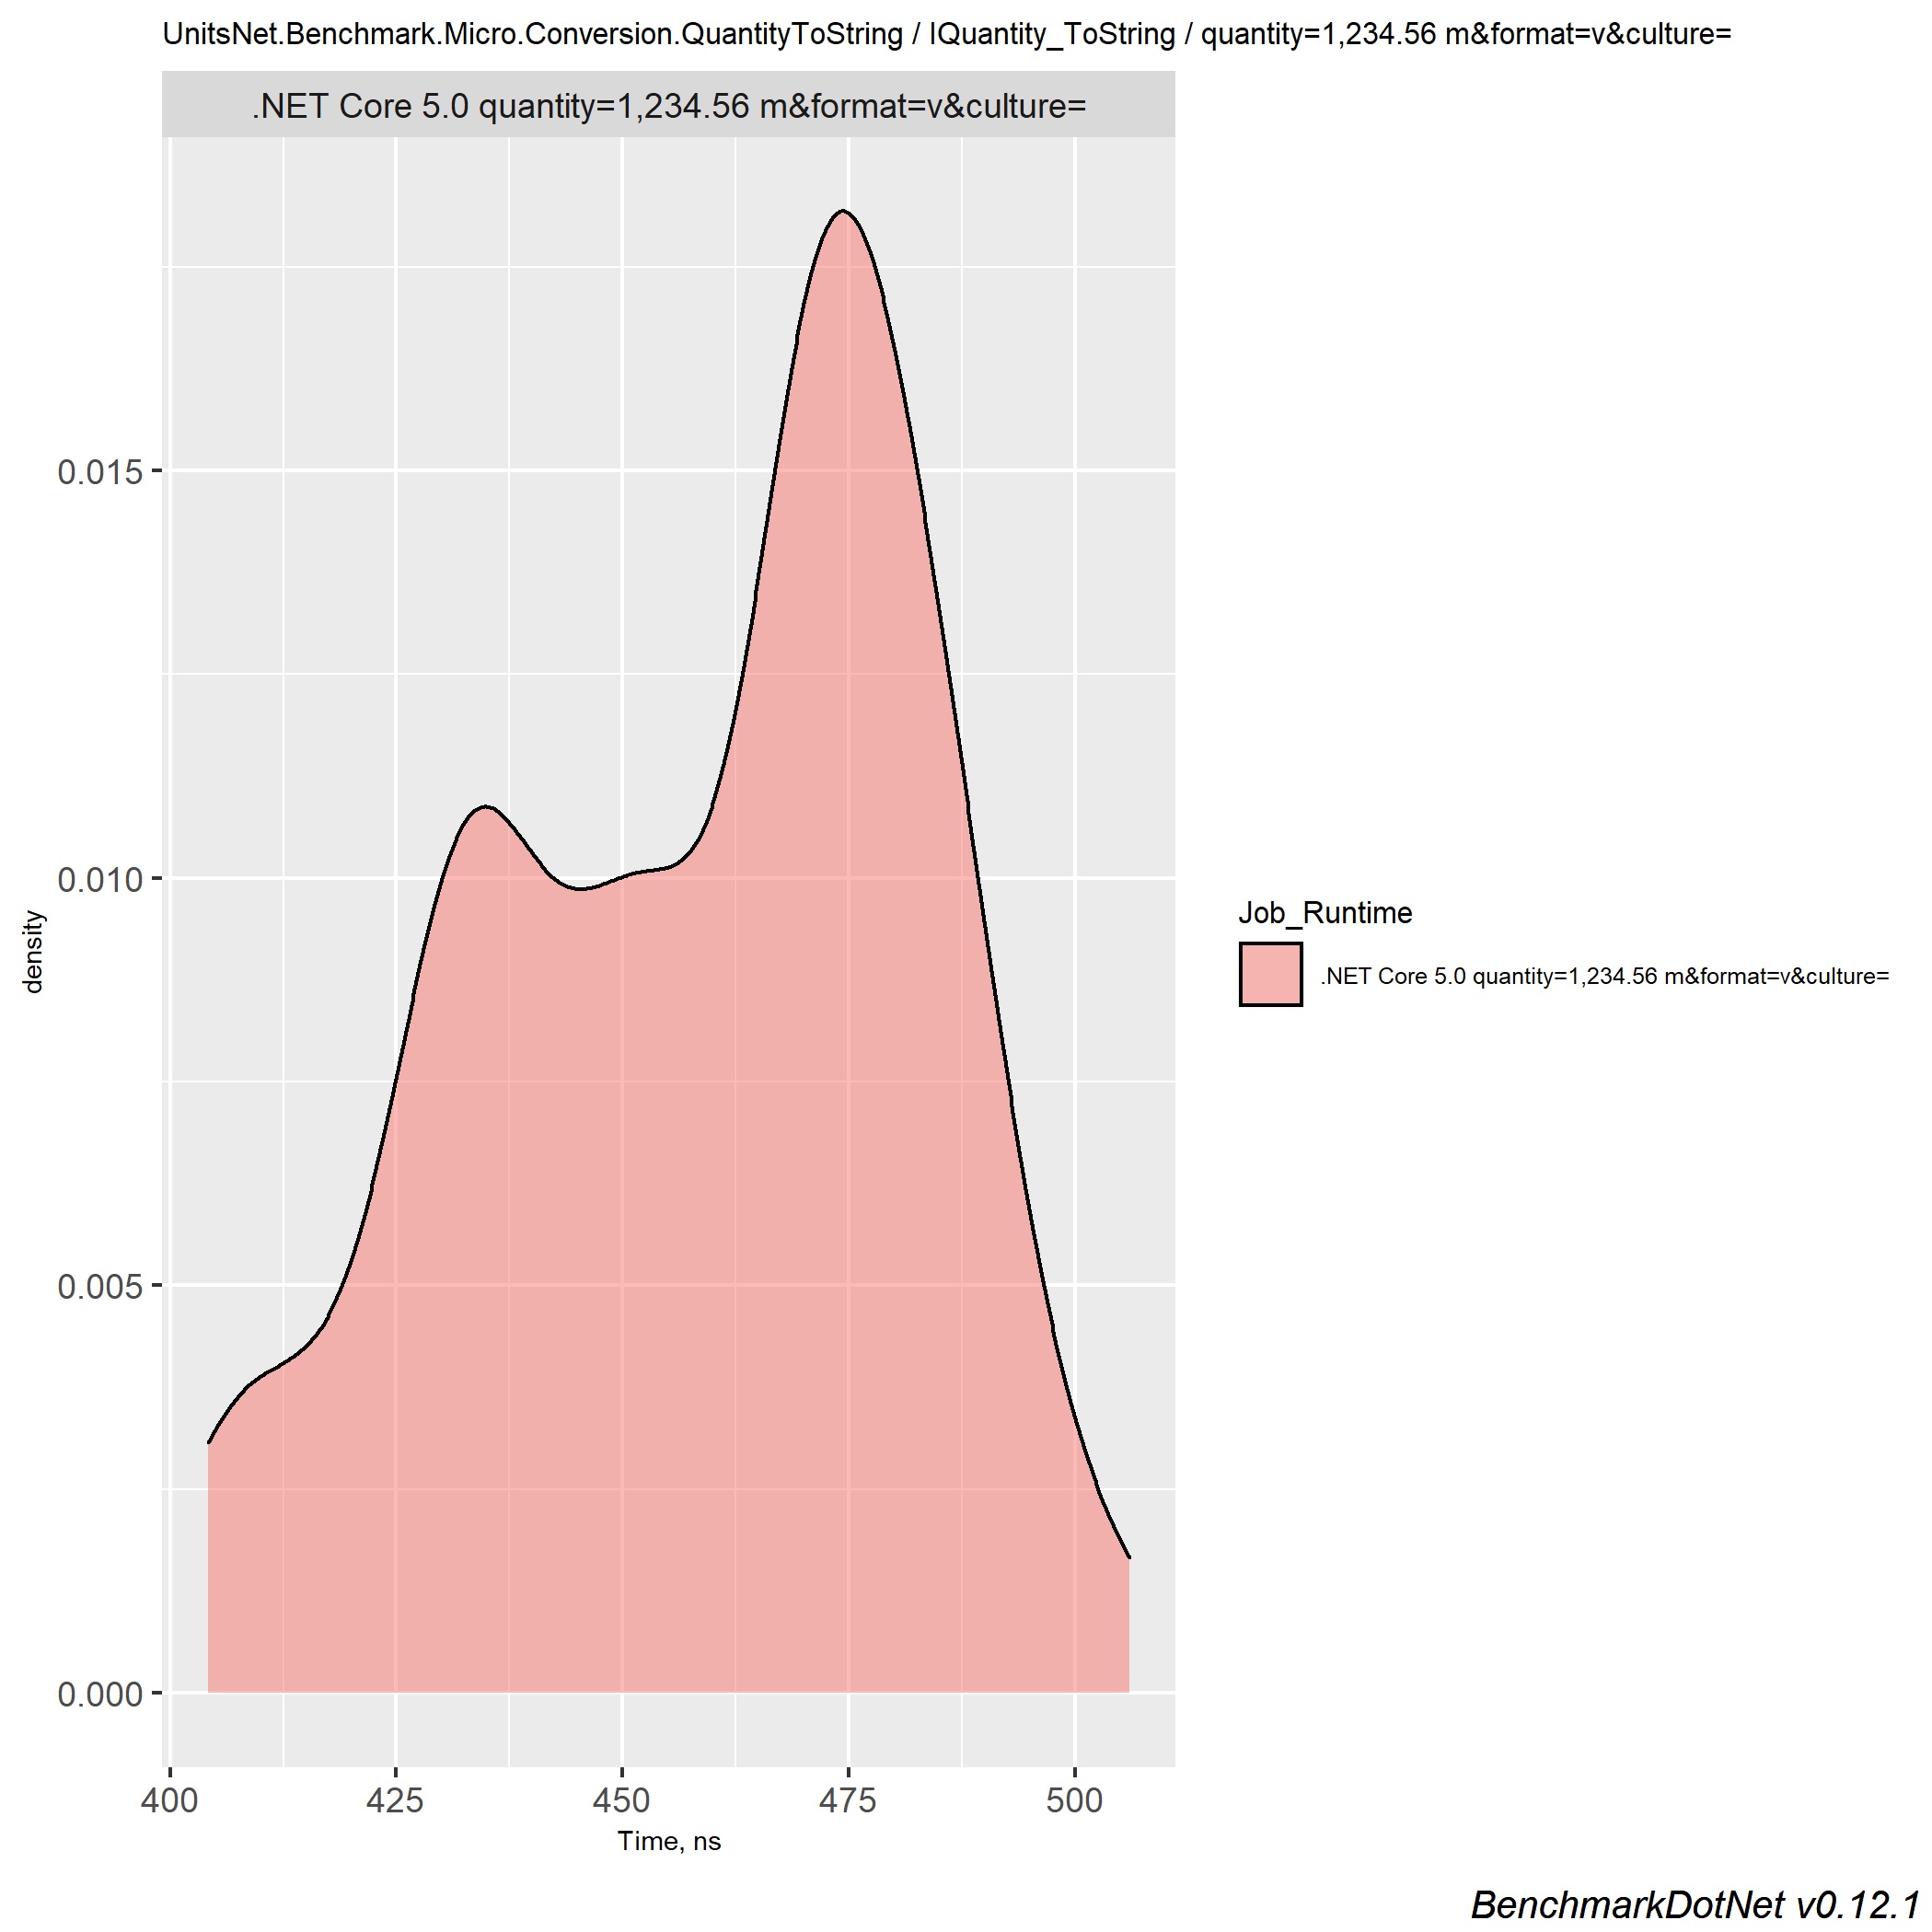 UnitsNet.Benchmark.Micro.Conversion.QuantityToString / IQuantity_ToString / quantity=1,234.56 m&format=v&culture=
.NET Core 5.0 quantity=1,234.56 m&format=v&culture=
0.015
0.010
0.005
0.000
density
400 425 450 475 500
Time, ns
Job_Runtime
.NET Core 5.0 quantity=1,234.56 m&format=v&culture=
BenchmarkDotNet v0.12.1